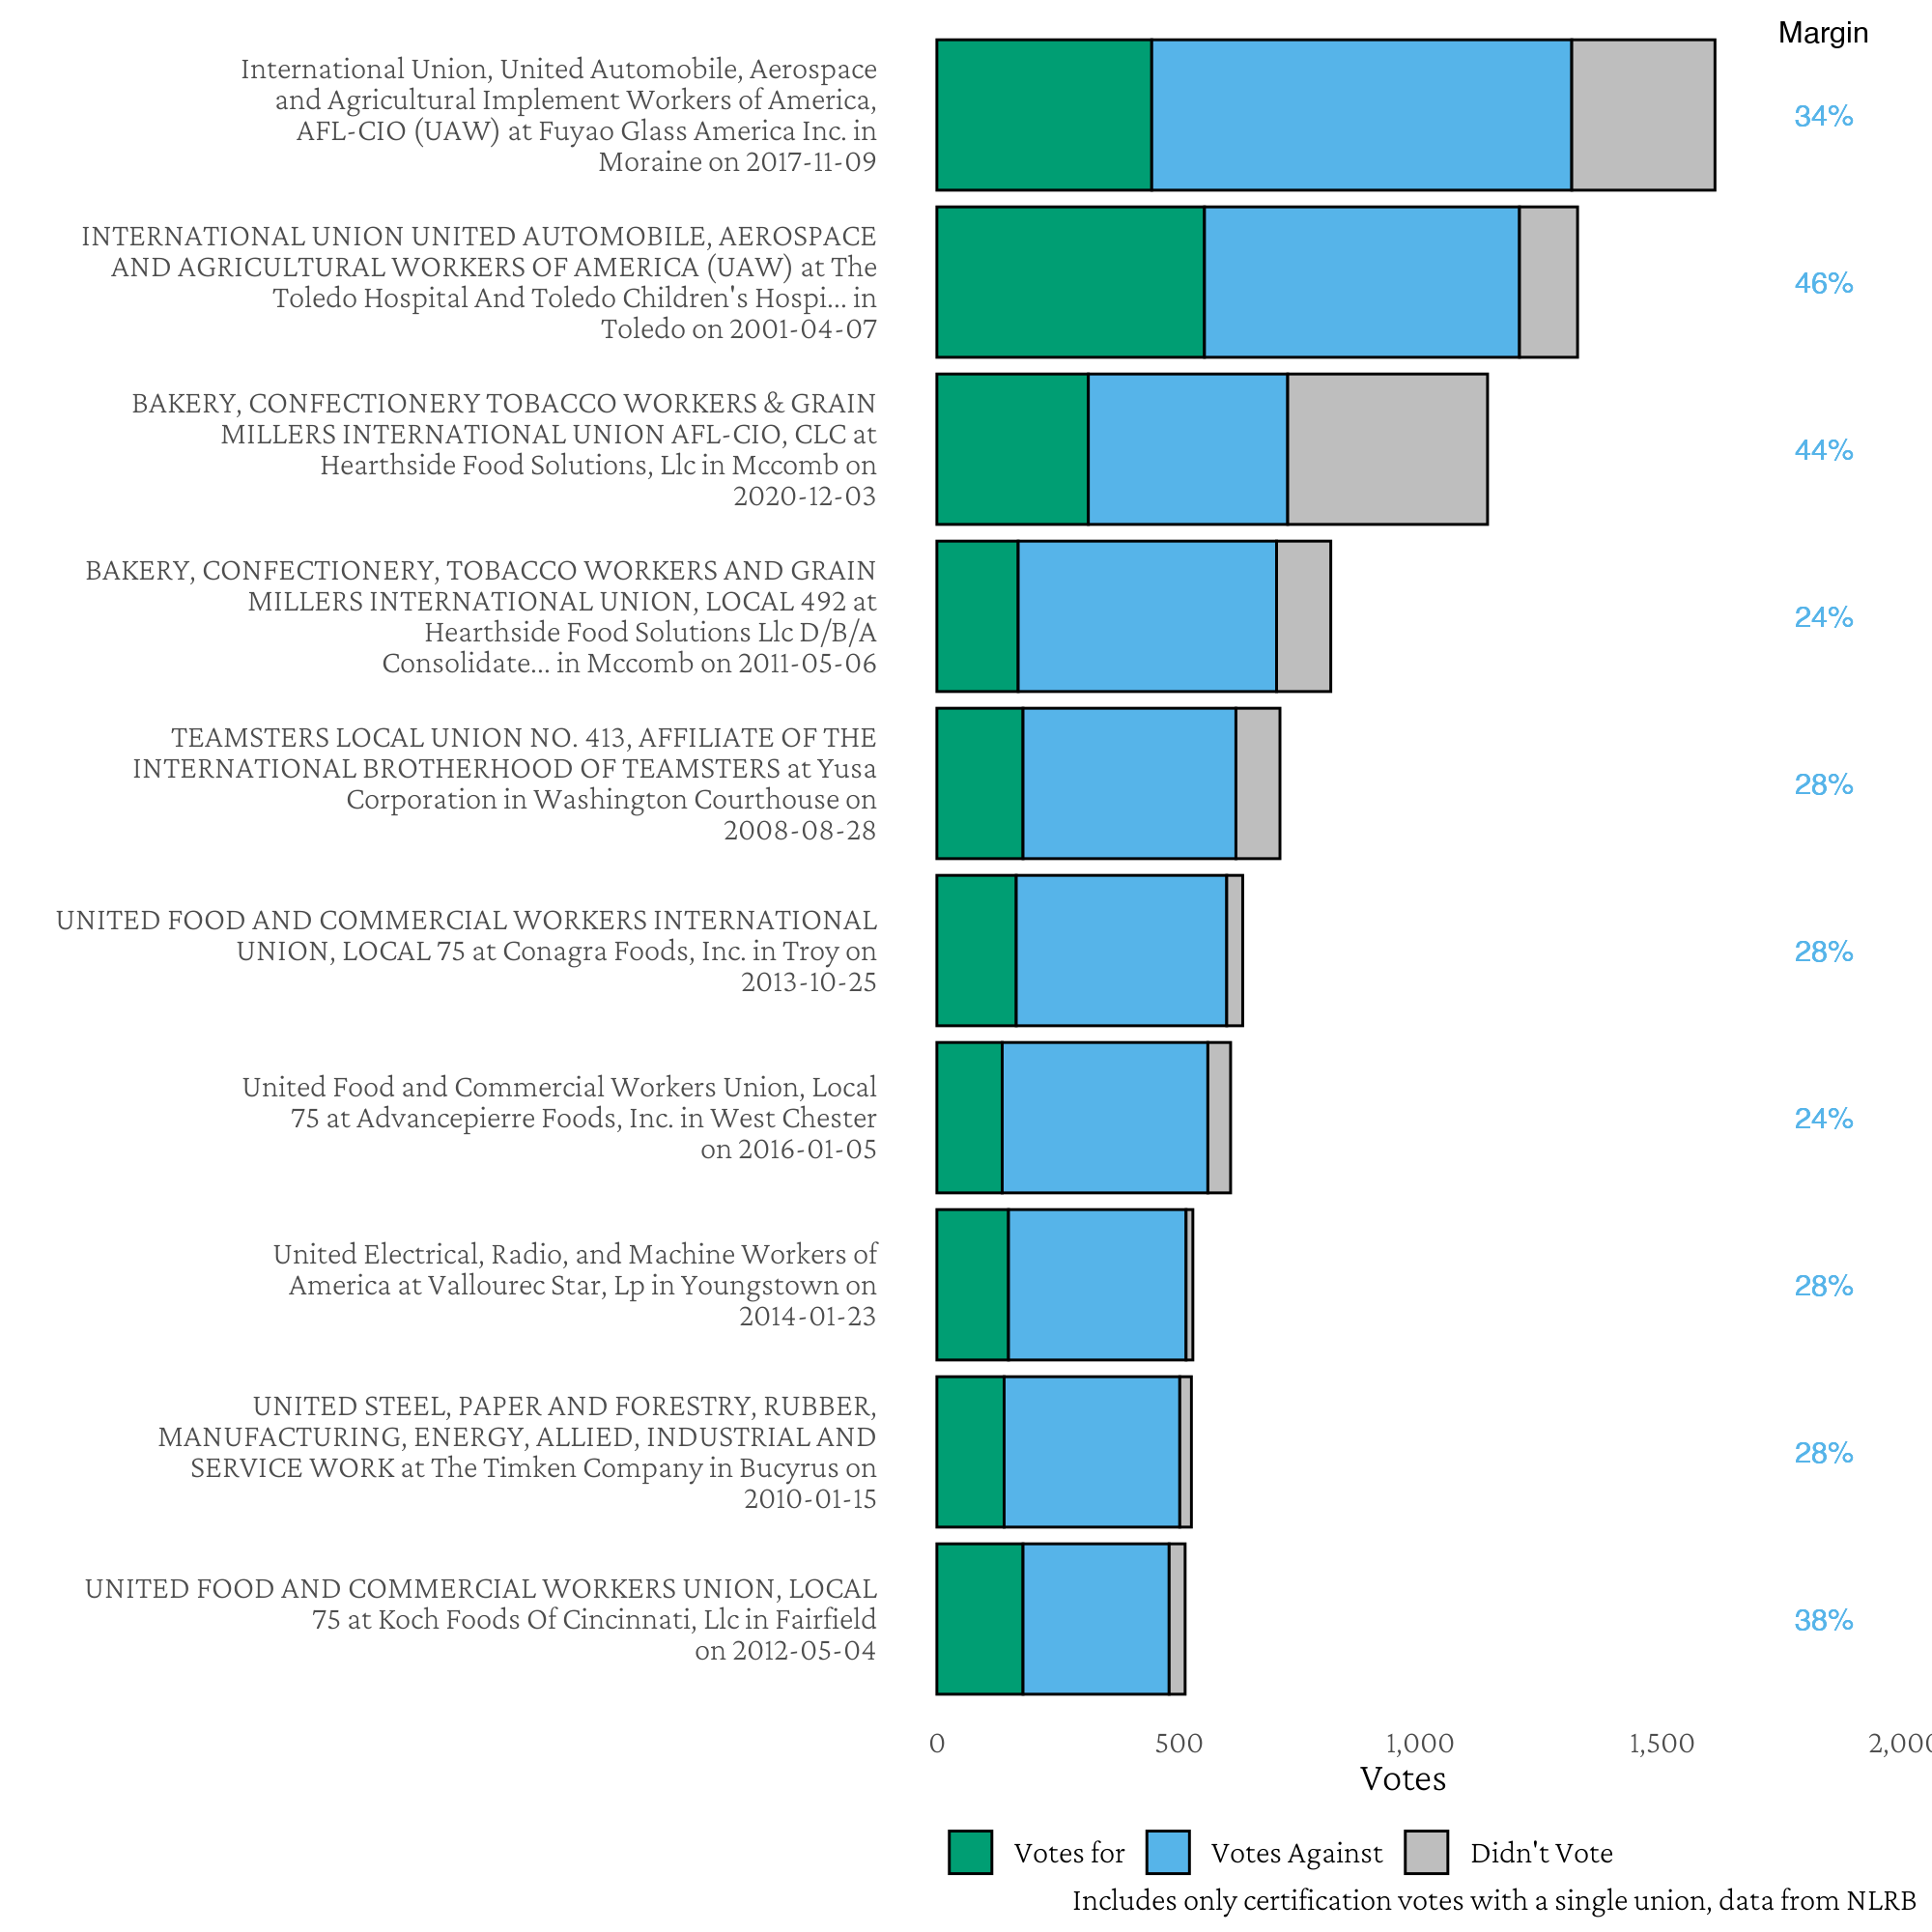 Margin
International Union, United Automobile, Aerospace
and Agricultural Implement Workers of America,
AFL-CIO (UAW) at Fuyao Glass America Inc. in
Moraine on 2017-11-09
34%
INTERNATIONAL UNION UNITED AUTOMOBILE, AEROSPACE
AND AGRICULTURAL WORKERS OF AMERICA (UAW) at The
Toledo Hospital And Toledo Children's Hospi... in
Toledo on 2001-04-07
46%
BAKERY, CONFECTIONERY TOBACCO WORKERS & GRAIN
MILLERS INTERNATIONAL UNION AFL-CIO, CLC at
Hearthside Food Solutions, Llc in Mccomb on
2020-12-03
44%
BAKERY, CONFECTIONERY, TOBACCO WORKERS AND GRAIN
MILLERS INTERNATIONAL UNION, LOCAL 492 at
Hearthside Food Solutions Llc D/B/A
Consolidate... in Mccomb on 2011-05-06
24%
TEAMSTERS LOCAL UNION NO. 413, AFFILIATE OF THE
INTERNATIONAL BROTHERHOOD OF TEAMSTERS at Yusa
Corporation in Washington Courthouse on
2008-08-28
28%
UNITED FOOD AND COMMERCIAL WORKERS INTERNATIONAL
UNION, LOCAL 75 at Conagra Foods, Inc. in Troy on
2013-10-25
28%
United Food and Commercial Workers Union, Local
75 at Advancepierre Foods, Inc. in West Chester
on 2016-01-05
24%
United Electrical, Radio, and Machine Workers of
America at Vallourec Star, Lp in Youngstown on
2014-01-23
28%
UNITED STEEL, PAPER AND FORESTRY, RUBBER,
MANUFACTURING, ENERGY, ALLIED, INDUSTRIAL AND
SERVICE WORK at The Timken Company in Bucyrus on
2010-01-15
28%
UNITED FOOD AND COMMERCIAL WORKERS UNION, LOCAL
75 at Koch Foods Of Cincinnati, Llc in Fairfield
on 2012-05-04
38%
0 500 1,000 1,500 2,000
Votes
Votes for Votes Against Didn't Vote
Includes only certification votes with a single union, data from NLRB